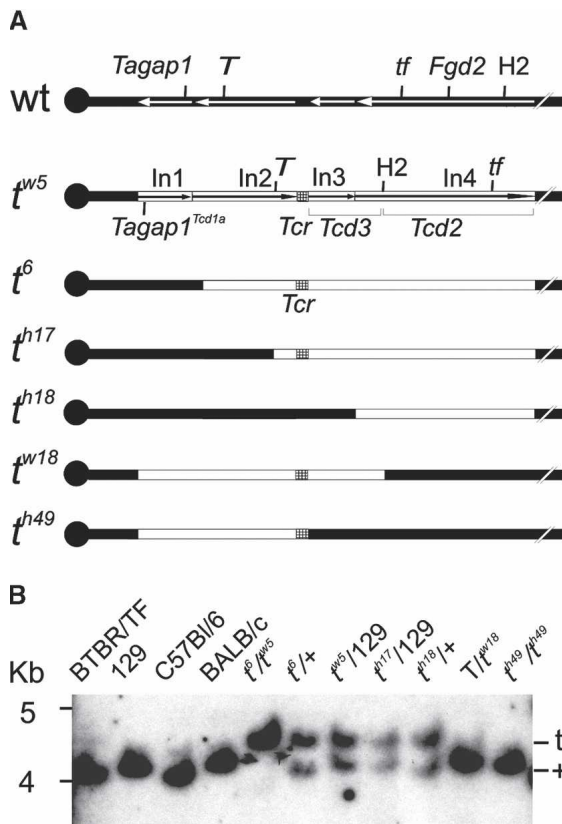 A
Tagap1 T tf Fgd2 H2
wt
In1 In2 T In3 H2 In4 tf
t^w5
Tagap1^Tcd1a Tcr Tcd3 Tcd2
t^6
Tcr
t^h17
t^h18
t^w18
t^h49
B
Kb BTBR/TF 129 C57Bl/6 BALB/c t^6/t^w5 t^6/+ t^w5/129 t^h17/129 t^h18/+ T/t^w18 t^h49/t^h49
5
t
4 +